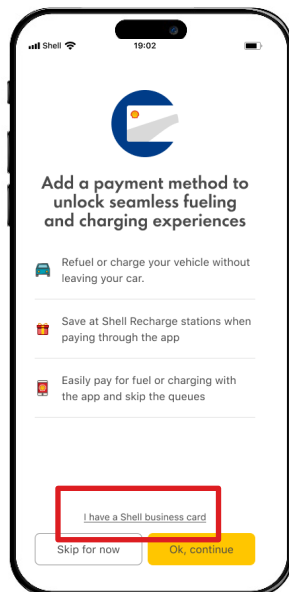 Shell 19:02
Add a payment method to
unlock seamless fueling
and charging experiences
Refuel or charge your vehicle without
leaving your car.
Save at Shell Recharge stations when
paying through the app
Easily pay for fuel or charging with
the app and skip the queues
I have a Shell business card
Skip for now Ok, continue